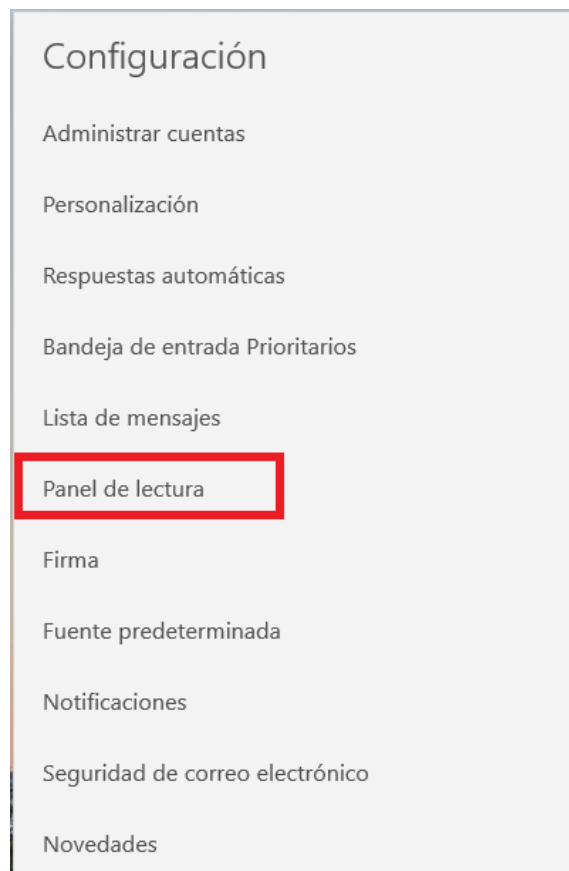 Configuración
Administrar cuentas
Personalización
Respuestas automáticas
Bandeja de entrada Prioritarios
Lista de mensajes
Panel de lectura
Firma
Fuente predeterminada
Notificaciones
Seguridad de correo electrónico
Novedades